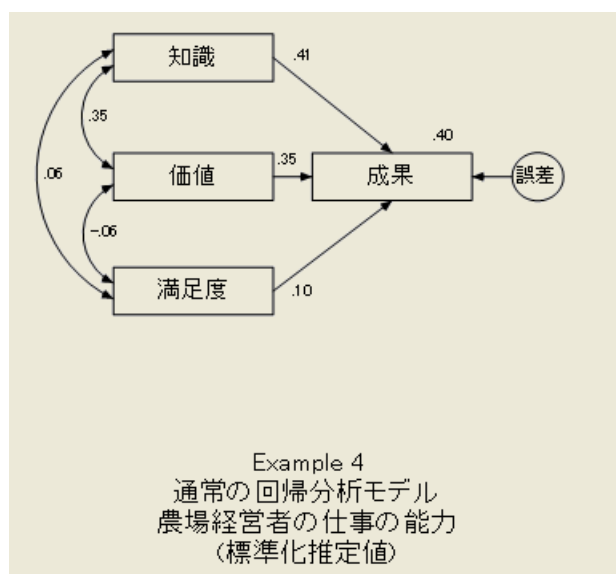 知識
.41
.40
.35
価値
.35
成果
誤差
.06
-.06
満足度
.10
Example 4
通常の回帰分析モデル
農場経営者の仕事の能力
(標準化推定値)